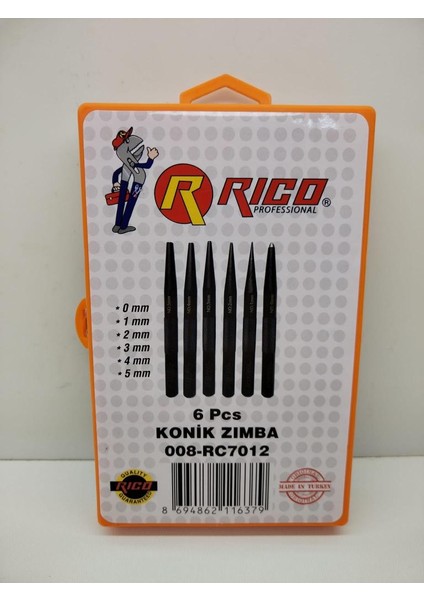 R RICO ®
PROFESSIONAL
• 0 mm
• 1 mm
• 2 mm
• 3 mm
• 4 mm
• 5 mm
6 Pcs
KONİK ZIMBA
008-RC7012
QUALITY
RICO
GUARANTEE
MADE IN TURKEY
8 694862 116379